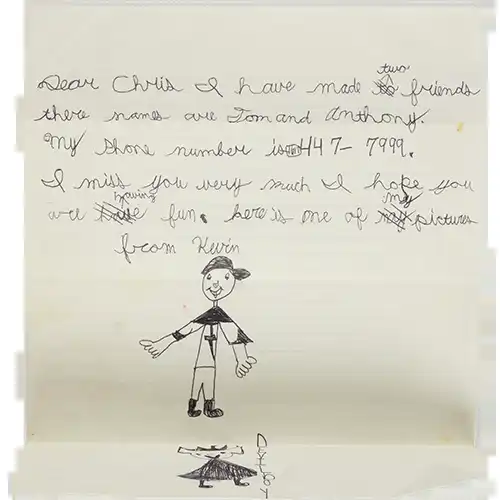 Dear Chris I have made two friends
there names are Tom and Anthony.
My phone number is 447-7999.
I miss you very much I hope you
are having fun. here is one of my pictures
from Kevin